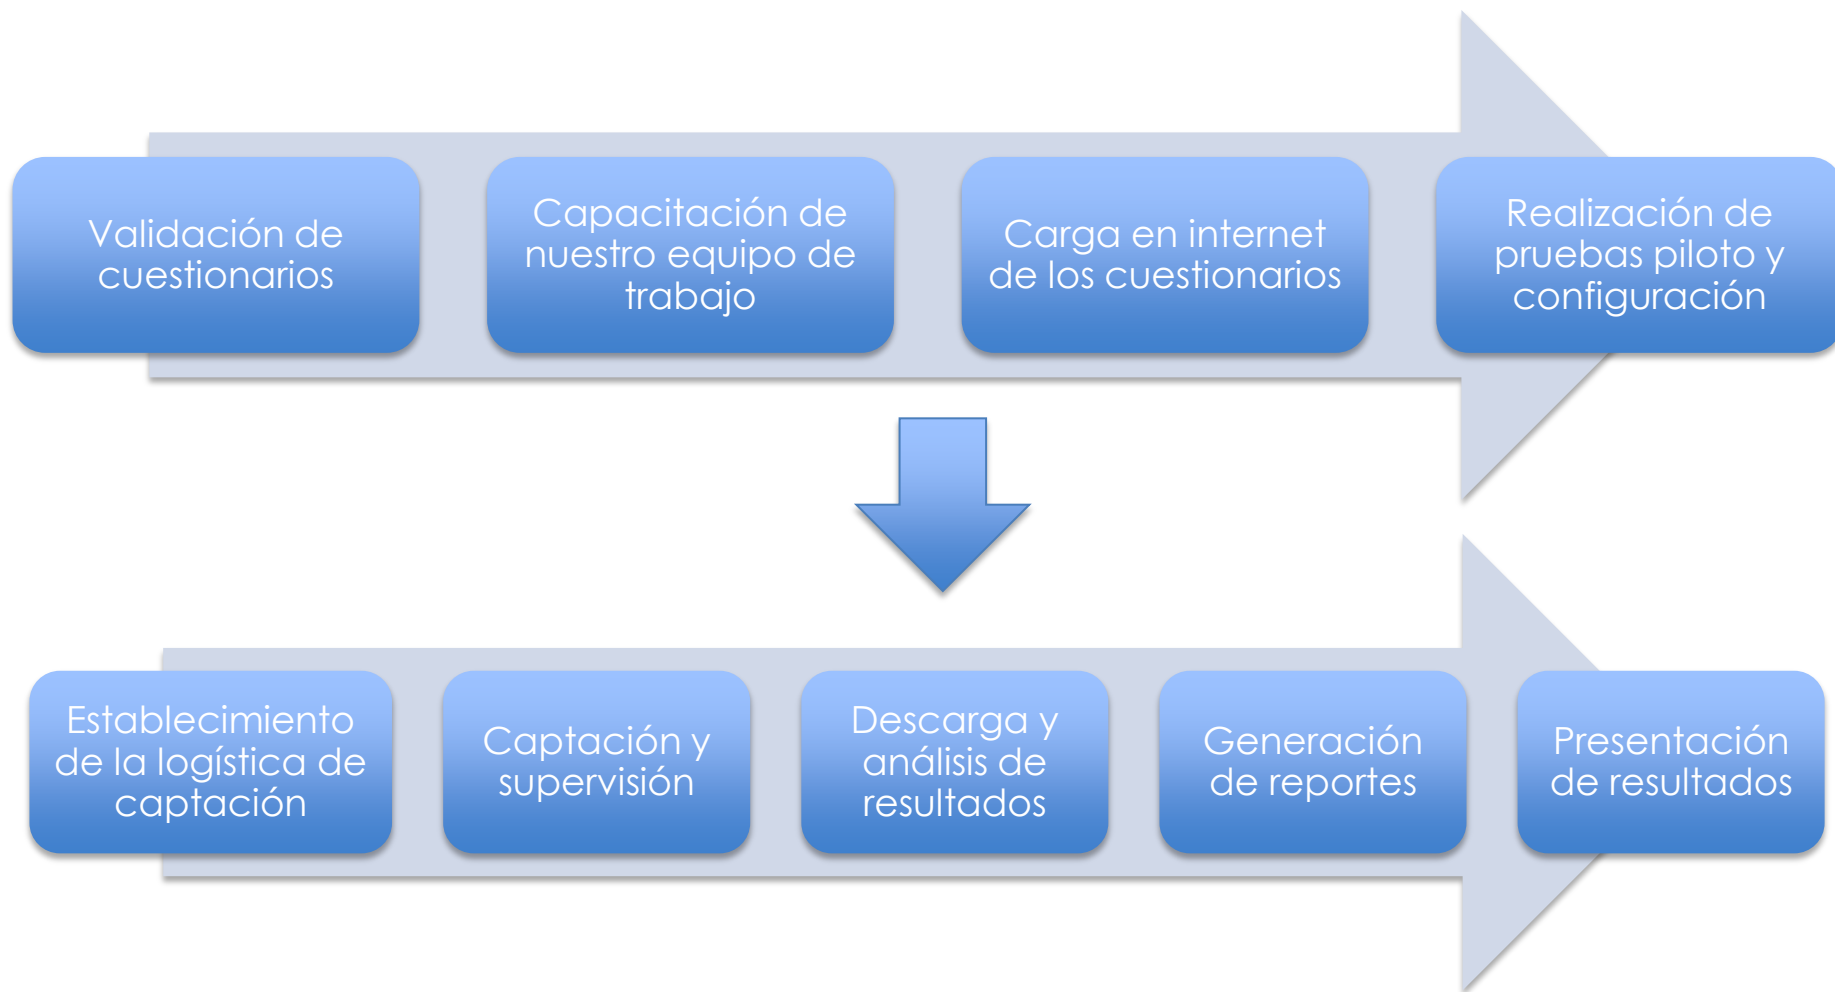 Validación de
cuestionarios
Capacitación de
nuestro equipo de
trabajo
Carga en internet
de los cuestionarios
Realización de
pruebas piloto y
configuración
Establecimiento
de la logística de
captación
Captación y
supervisión
Descarga y
análisis de
resultados
Generación
de reportes
Presentación
de resultados